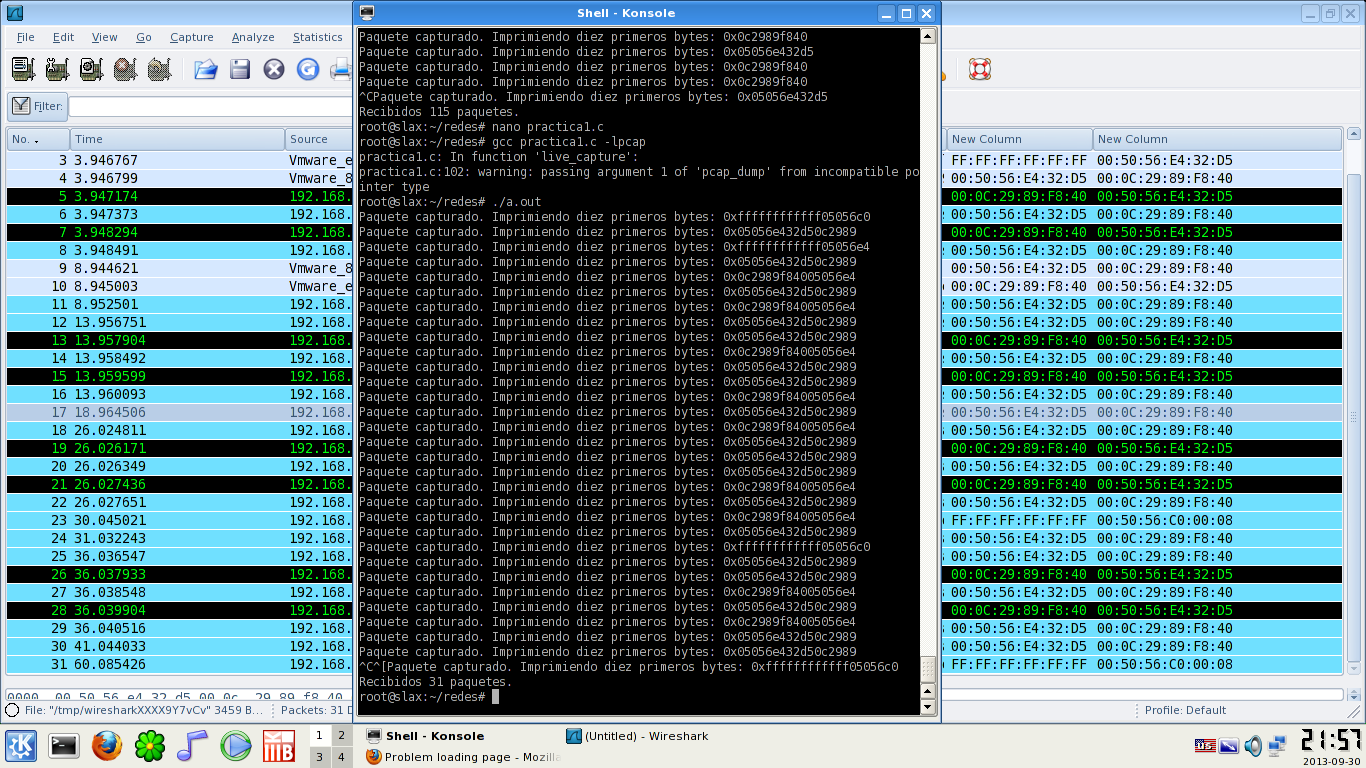 Shell - Konsole
File Edit View Go Capture Analyze Statistics
Filter:
No. Time Source New Column New Column
3 3.946767 Vmware_e FF:FF:FF:FF:FF:FF 00:50:56:E4:32:D5
4 3.946799 Vmware_8 00:50:56:E4:32:D5 00:0C:29:89:F8:40
5 3.947174 192.168. 00:0C:29:89:F8:40 00:50:56:E4:32:D5
6 3.947373 192.168. 00:50:56:E4:32:D5 00:0C:29:89:F8:40
7 3.948294 192.168. 00:0C:29:89:F8:40 00:50:56:E4:32:D5
8 3.948491 192.168. 00:50:56:E4:32:D5 00:0C:29:89:F8:40
9 8.944621 Vmware_8 00:50:56:E4:32:D5 00:0C:29:89:F8:40
10 8.945003 Vmware_e 00:0C:29:89:F8:40 00:50:56:E4:32:D5
11 8.952501 192.168. 00:50:56:E4:32:D5 00:0C:29:89:F8:40
12 13.956751 192.168. 00:50:56:E4:32:D5 00:0C:29:89:F8:40
13 13.957904 192.168. 00:0C:29:89:F8:40 00:50:56:E4:32:D5
14 13.958492 192.168. 00:50:56:E4:32:D5 00:0C:29:89:F8:40
15 13.959599 192.168. 00:0C:29:89:F8:40 00:50:56:E4:32:D5
16 13.960093 192.168. 00:50:56:E4:32:D5 00:0C:29:89:F8:40
17 18.964506 192.168. 00:50:56:E4:32:D5 00:0C:29:89:F8:40
18 26.024811 192.168. 00:50:56:E4:32:D5 00:0C:29:89:F8:40
19 26.026171 192.168. 00:0C:29:89:F8:40 00:50:56:E4:32:D5
20 26.026349 192.168. 00:50:56:E4:32:D5 00:0C:29:89:F8:40
21 26.027436 192.168. 00:0C:29:89:F8:40 00:50:56:E4:32:D5
22 26.027651 192.168. 00:50:56:E4:32:D5 00:0C:29:89:F8:40
23 30.045021 192.168. FF:FF:FF:FF:FF:FF 00:50:56:C0:00:08
24 31.032243 192.168. 00:50:56:E4:32:D5 00:0C:29:89:F8:40
25 36.036547 192.168. 00:50:56:E4:32:D5 00:0C:29:89:F8:40
26 36.037933 192.168. 00:0C:29:89:F8:40 00:50:56:E4:32:D5
27 36.038548 192.168. 00:50:56:E4:32:D5 00:0C:29:89:F8:40
28 36.039904 192.168. 00:0C:29:89:F8:40 00:50:56:E4:32:D5
29 36.040516 192.168. 00:50:56:E4:32:D5 00:0C:29:89:F8:40
30 41.044033 192.168. 00:50:56:E4:32:D5 00:0C:29:89:F8:40
31 60.085426 192.168. FF:FF:FF:FF:FF:FF 00:50:56:C0:00:08
0000 00 50 56 e4 32 d5 00 0c 29 89 f8 40
File: "/tmp/wiresharkXXXX9Y7vCv" 3459 B... Packets: 31 D Profile: Default
Paquete capturado. Imprimiendo diez primeros bytes: 0x0c2989f840
Paquete capturado. Imprimiendo diez primeros bytes: 0x05056e432d5
Paquete capturado. Imprimiendo diez primeros bytes: 0x0c2989f840
Paquete capturado. Imprimiendo diez primeros bytes: 0x0c2989f840
^CPaquete capturado. Imprimiendo diez primeros bytes: 0x05056e432d5
Recibidos 115 paquetes.
root@slax:~/redes# nano practica1.c
root@slax:~/redes# gcc practica1.c -lpcap
practica1.c: In function 'live_capture':
practica1.c:102: warning: passing argument 1 of 'pcap_dump' from incompatible po
inter type
root@slax:~/redes# ./a.out
Paquete capturado. Imprimiendo diez primeros bytes: 0xffffffffffff05056c0
Paquete capturado. Imprimiendo diez primeros bytes: 0x05056e432d50c2989
Paquete capturado. Imprimiendo diez primeros bytes: 0xffffffffffff05056e4
Paquete capturado. Imprimiendo diez primeros bytes: 0x05056e432d50c2989
Paquete capturado. Imprimiendo diez primeros bytes: 0x0c2989f84005056e4
Paquete capturado. Imprimiendo diez primeros bytes: 0x05056e432d50c2989
Paquete capturado. Imprimiendo diez primeros bytes: 0x0c2989f84005056e4
Paquete capturado. Imprimiendo diez primeros bytes: 0x05056e432d50c2989
Paquete capturado. Imprimiendo diez primeros bytes: 0x05056e432d50c2989
Paquete capturado. Imprimiendo diez primeros bytes: 0x0c2989f84005056e4
Paquete capturado. Imprimiendo diez primeros bytes: 0x05056e432d50c2989
Paquete capturado. Imprimiendo diez primeros bytes: 0x05056e432d50c2989
Paquete capturado. Imprimiendo diez primeros bytes: 0x0c2989f84005056e4
Paquete capturado. Imprimiendo diez primeros bytes: 0x05056e432d50c2989
Paquete capturado. Imprimiendo diez primeros bytes: 0x0c2989f84005056e4
Paquete capturado. Imprimiendo diez primeros bytes: 0x05056e432d50c2989
Paquete capturado. Imprimiendo diez primeros bytes: 0x05056e432d50c2989
Paquete capturado. Imprimiendo diez primeros bytes: 0x05056e432d50c2989
Paquete capturado. Imprimiendo diez primeros bytes: 0x0c2989f84005056e4
Paquete capturado. Imprimiendo diez primeros bytes: 0x05056e432d50c2989
Paquete capturado. Imprimiendo diez primeros bytes: 0x0c2989f84005056e4
Paquete capturado. Imprimiendo diez primeros bytes: 0x05056e432d50c2989
Paquete capturado. Imprimiendo diez primeros bytes: 0xffffffffffff05056c0
Paquete capturado. Imprimiendo diez primeros bytes: 0x05056e432d50c2989
Paquete capturado. Imprimiendo diez primeros bytes: 0x05056e432d50c2989
Paquete capturado. Imprimiendo diez primeros bytes: 0x0c2989f84005056e4
Paquete capturado. Imprimiendo diez primeros bytes: 0x05056e432d50c2989
Paquete capturado. Imprimiendo diez primeros bytes: 0x0c2989f84005056e4
Paquete capturado. Imprimiendo diez primeros bytes: 0x05056e432d50c2989
Paquete capturado. Imprimiendo diez primeros bytes: 0x05056e432d50c2989
^C^[Paquete capturado. Imprimiendo diez primeros bytes: 0xffffffffffff05056c0
Recibidos 31 paquetes.
root@slax:~/redes#
1 2
3 4
Shell - Konsole
(Untitled) - Wireshark
Problem loading page - Mozilla
us
21:57
2013-09-30